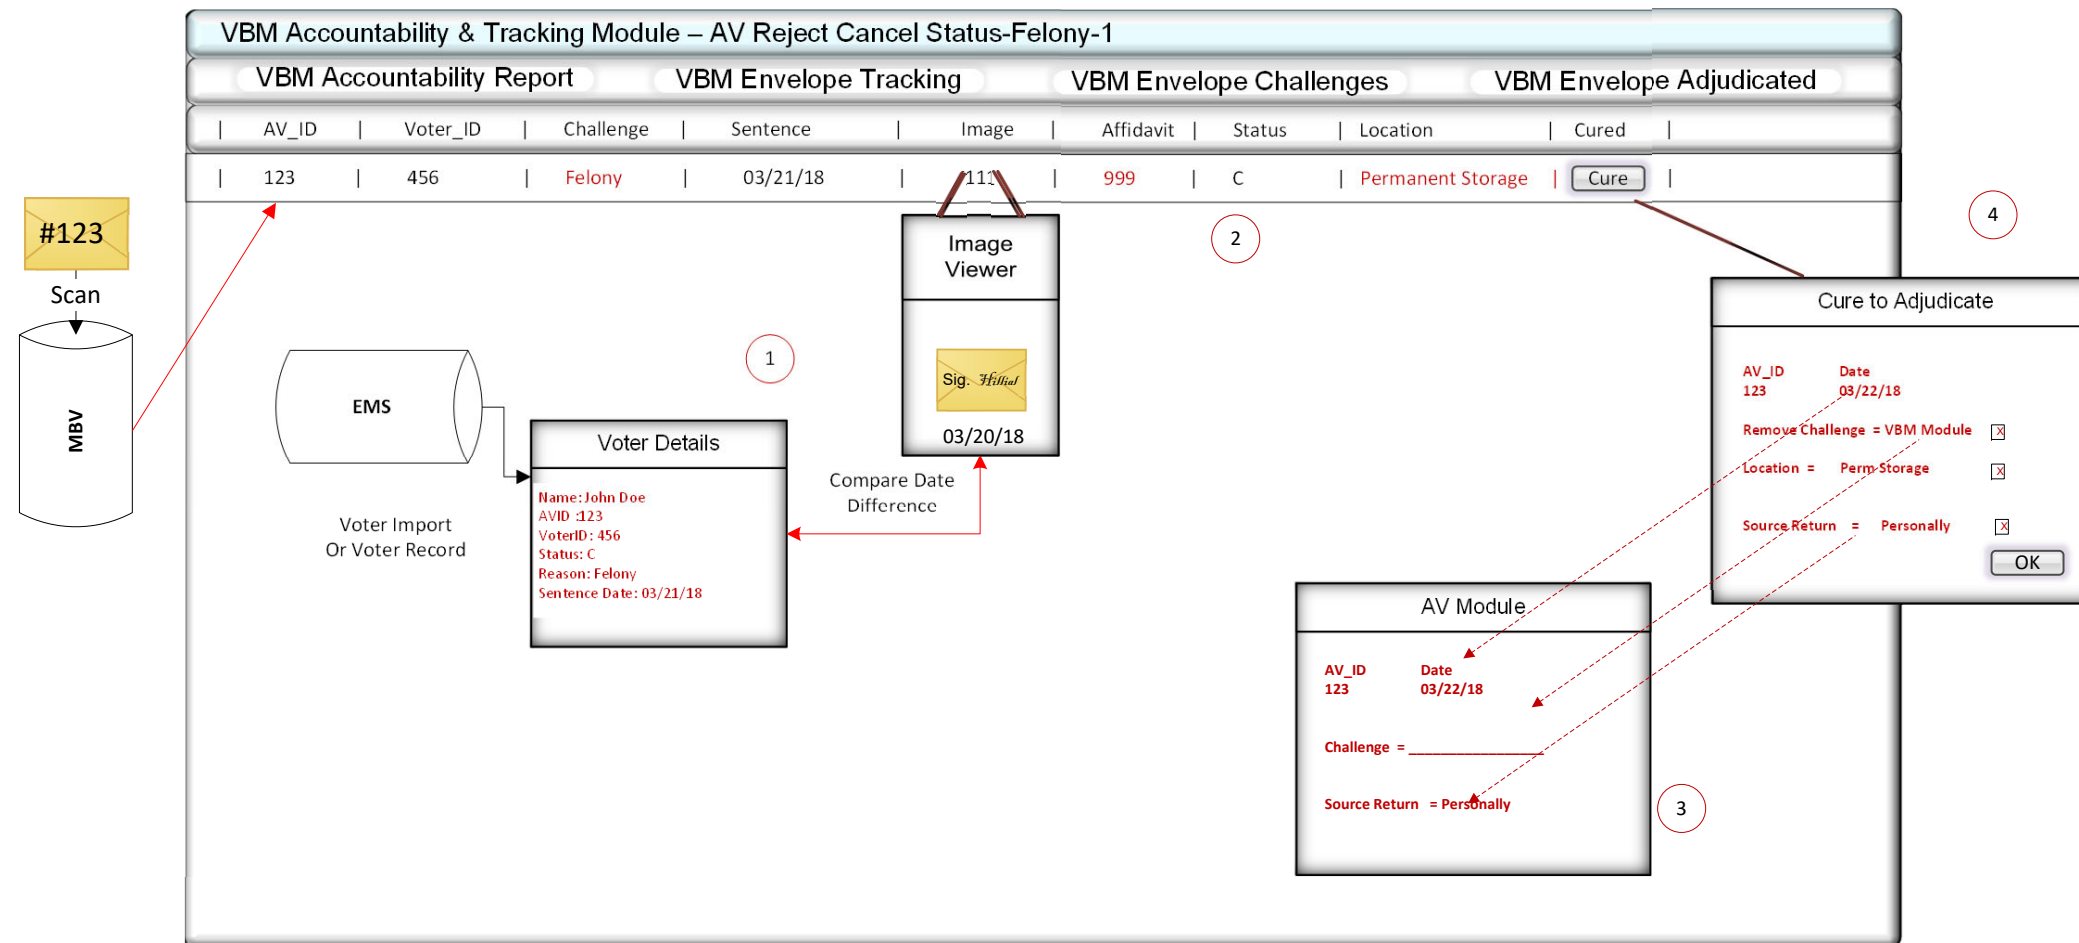 VBM Accountability & Tracking Module – AV Reject Cancel Status-Felony-1
VBM Accountability Report VBM Envelope Tracking VBM Envelope Challenges VBM Envelope Adjudicated
| AV_ID | Voter_ID | Challenge | Sentence | Image | Affidavit | Status | Location | Cured |
| 123 | 456 | Felony | 03/21/18 | 111 | 999 | C | Permanent Storage | Cure |
#123
Scan
MBV
EMS
Voter Import
Or Voter Record
1
Voter Details
Name: John Doe
AVID :123
VoterID: 456
Status: C
Reason: Felony
Sentence Date: 03/21/18
Image
Viewer
Sig. Hillial
03/20/18
Compare Date
Difference
2
4
Cure to Adjudicate
AV_ID Date
123 03/22/18
Remove Challenge = VBM Module X
Location = Perm Storage X
Source Return = Personally X
OK
AV Module
AV_ID Date
123 03/22/18
Challenge = _________________
Source Return = Personally
3